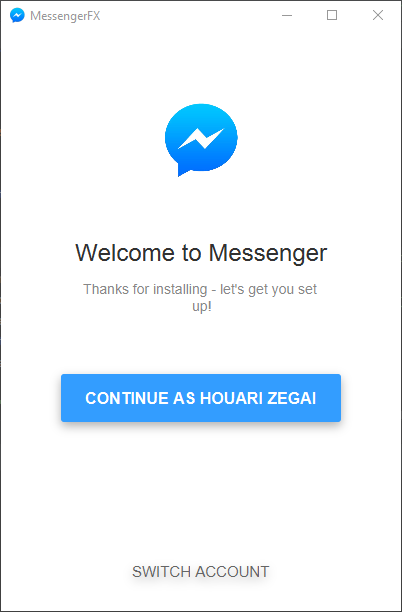 MessengerFX
Welcome to Messenger
Thanks for installing - let's get you set
up!
CONTINUE AS HOUARI ZEGAI
SWITCH ACCOUNT